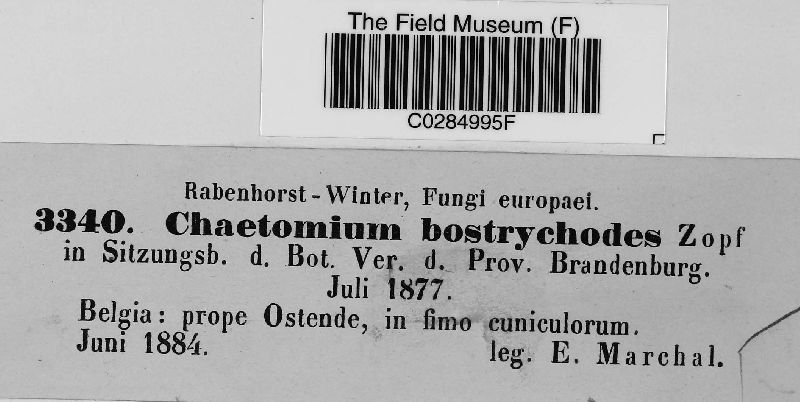 The Field Museum (F)
C0284995F
Rabenhorst-Winter, Fungi europaei.
3340. Chaetomium bostrychodes Zopf
in Sitzungsb. d. Bot. Ver. d. Prov. Brandenburg.
Juli 1877.
Belgia: prope Ostende, in fimo cuniculorum.
Juni 1884. leg. E. Marchal.